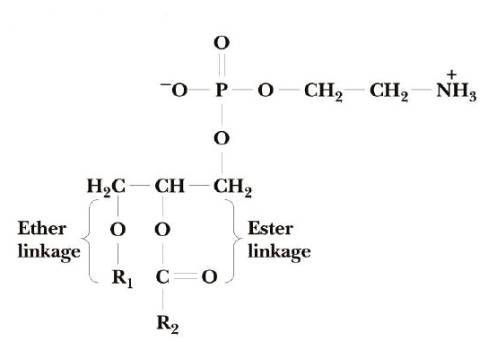 O
⁻O — P — O — CH₂ — CH₂ — N⁺H₃
O
H₂C — CH — CH₂
Ether linkage
O O
Ester linkage
R₁ C = O
R₂